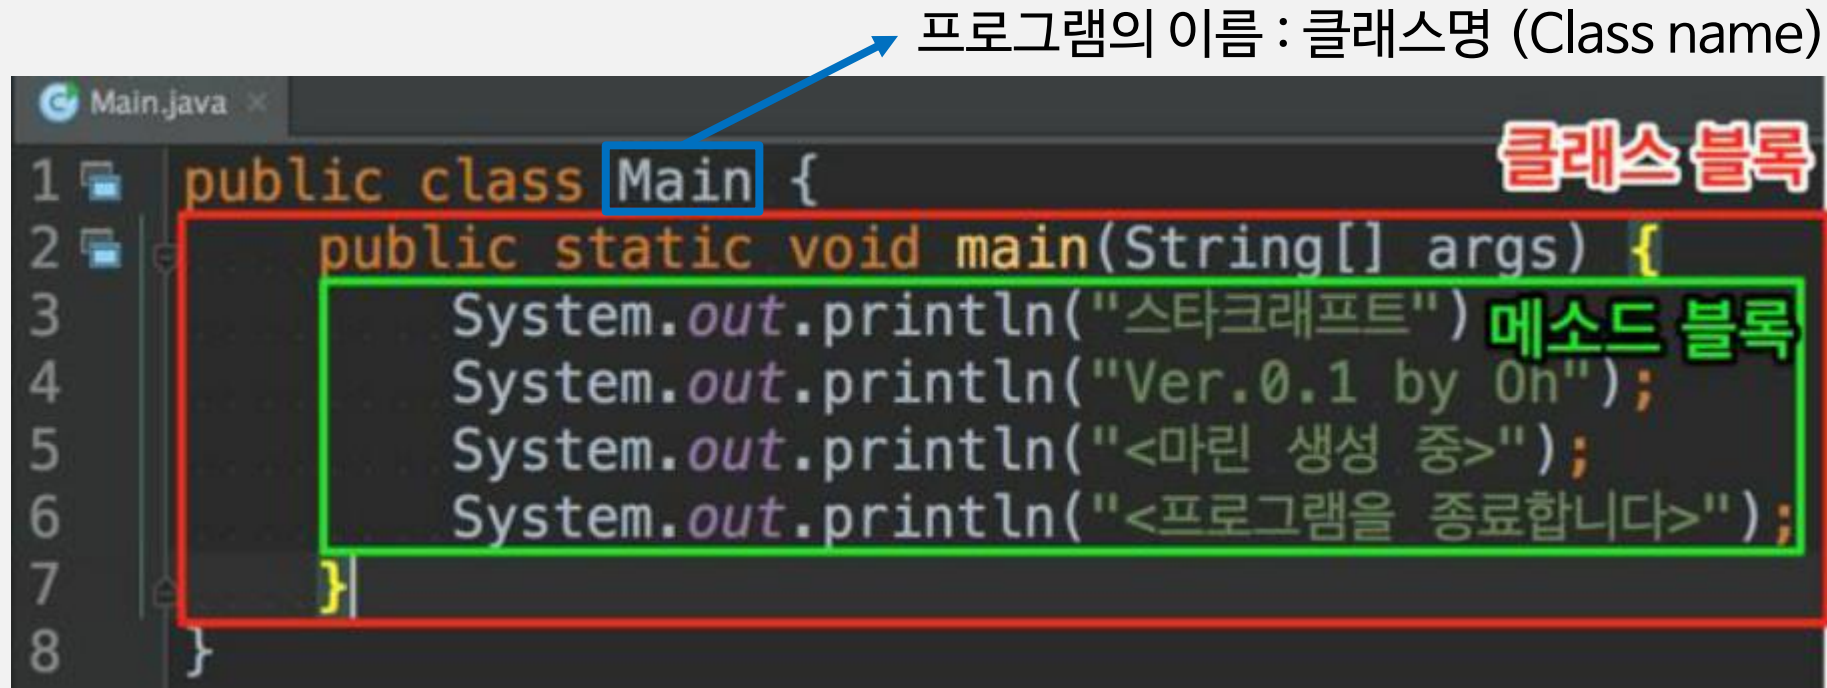 프로그램의 이름 : 클래스명 (Class name)
Main.java ×
클래스 블록
1 public class Main {
2 public static void main(String[] args) {
3 System.out.println("스타크래프트") 메소드 블록
4 System.out.println("Ver.0.1 by On");
5 System.out.println("<마린 생성 중>");
6 System.out.println("<프로그램을 종료합니다>");
7 }
8 }